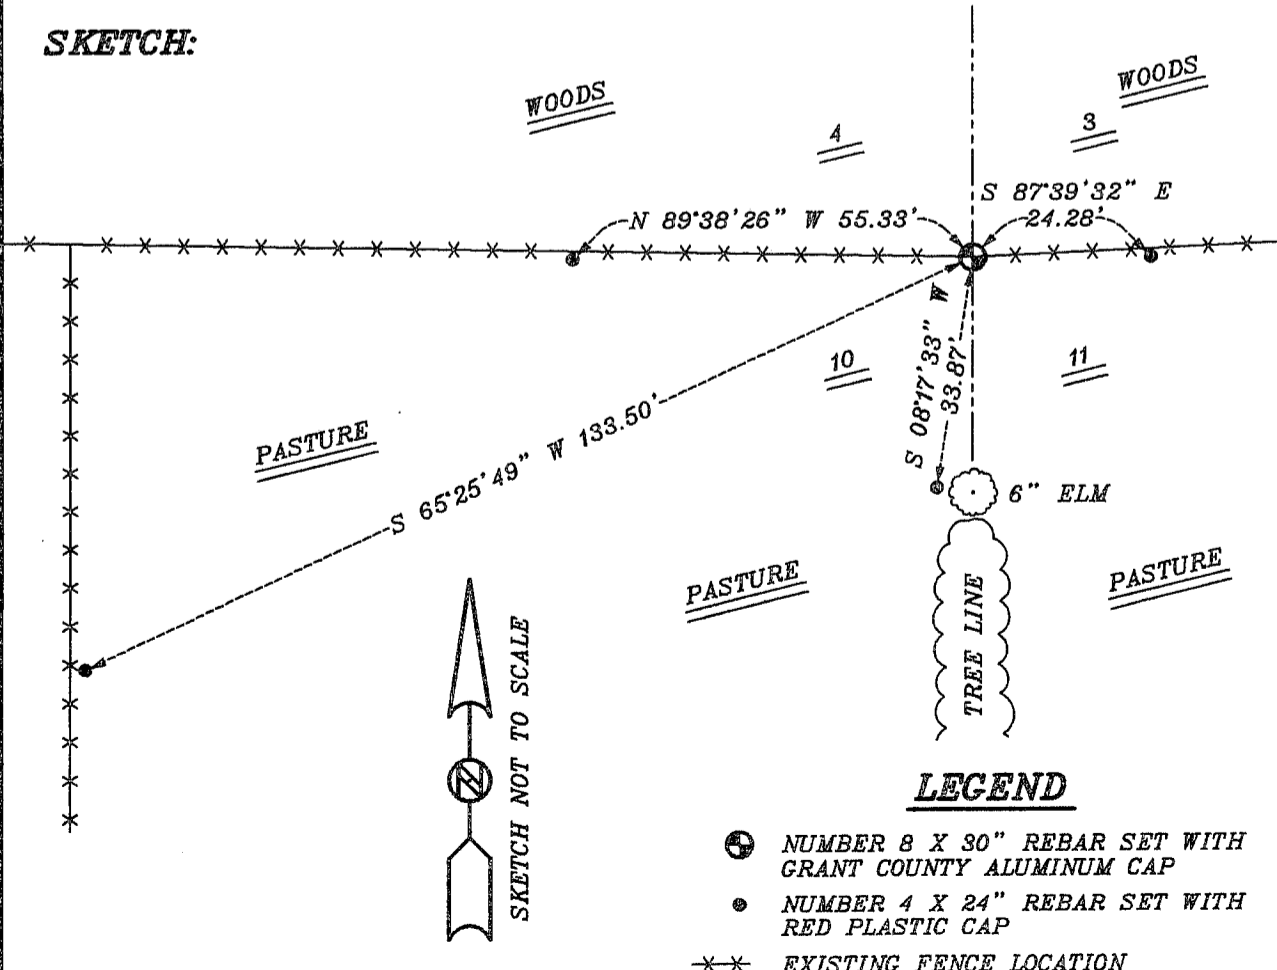 SKETCH:
WOODS
WOODS
4
3
S 87°39'32" E
24.28'
N 89°38'26" W 55.33'
S 08°17'33" W
33.87'
10
11
PASTURE
S 65°25'49" W 133.50'
6" ELM
PASTURE
PASTURE
TREE LINE
N
SKETCH NOT TO SCALE
LEGEND
NUMBER 8 X 30" REBAR SET WITH
GRANT COUNTY ALUMINUM CAP
NUMBER 4 X 24" REBAR SET WITH
RED PLASTIC CAP
EXISTING FENCE LOCATION